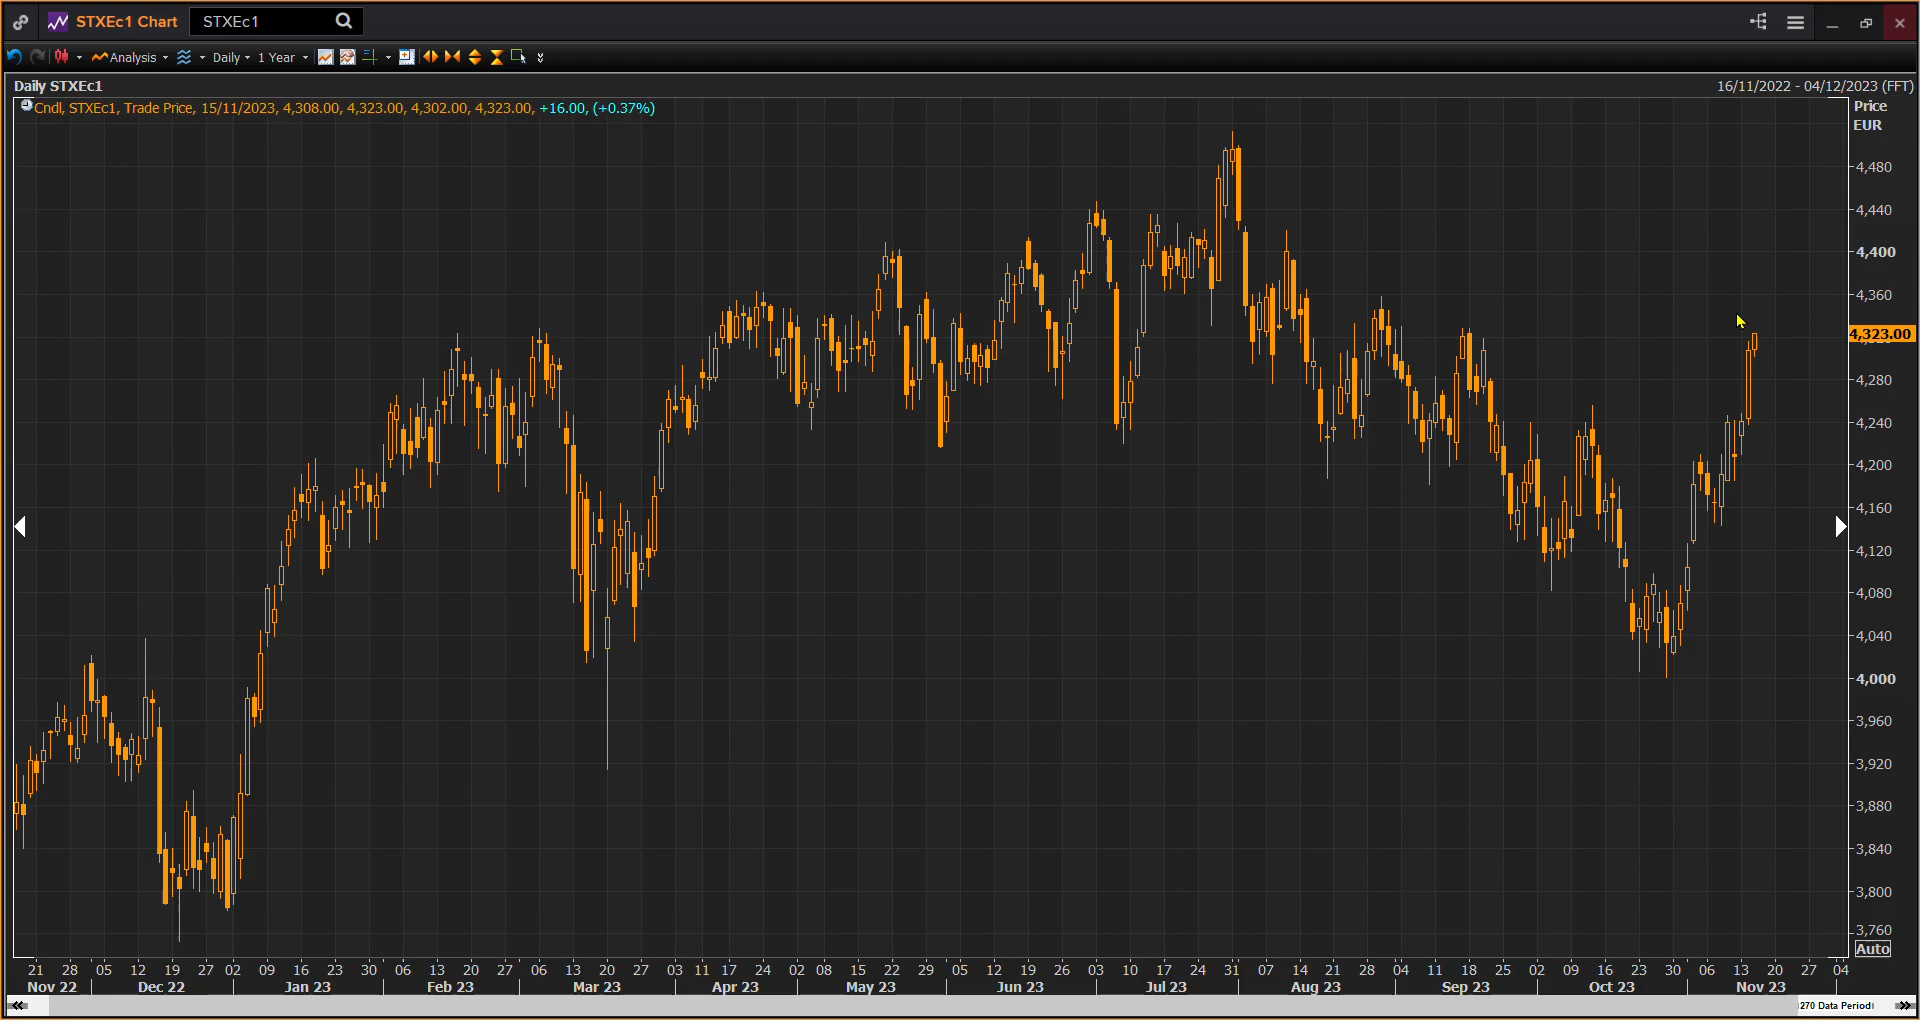 STXEc1 Chart STXEc1
Analysis Daily 1 Year
Daily STXEc1 16/11/2022 - 04/12/2023 (FFT)
Cndl, STXEc1, Trade Price, 15/11/2023, 4,308.00, 4,323.00, 4,302.00, 4,323.00, +16.00, (+0.37%)
Price
EUR
4,480
4,440
4,400
4,360
4,323.00
4,280
4,240
4,200
4,160
4,120
4,080
4,040
4,000
3,960
3,920
3,880
3,840
3,800
3,760
Auto
21 28 05 12 19 27 02 09 16 23 30 06 13 20 27 06 13 20 27 03 11 17 24 02 08 15 22 29 05 12 19 26 03 10 17 24 31 07 14 21 28 04 11 18 25 02 09 16 23 30 06 13 20 27 04
Nov 22 Dec 22 Jan 23 Feb 23 Mar 23 Apr 23 May 23 Jun 23 Jul 23 Aug 23 Sep 23 Oct 23 Nov 23
270 Data Period